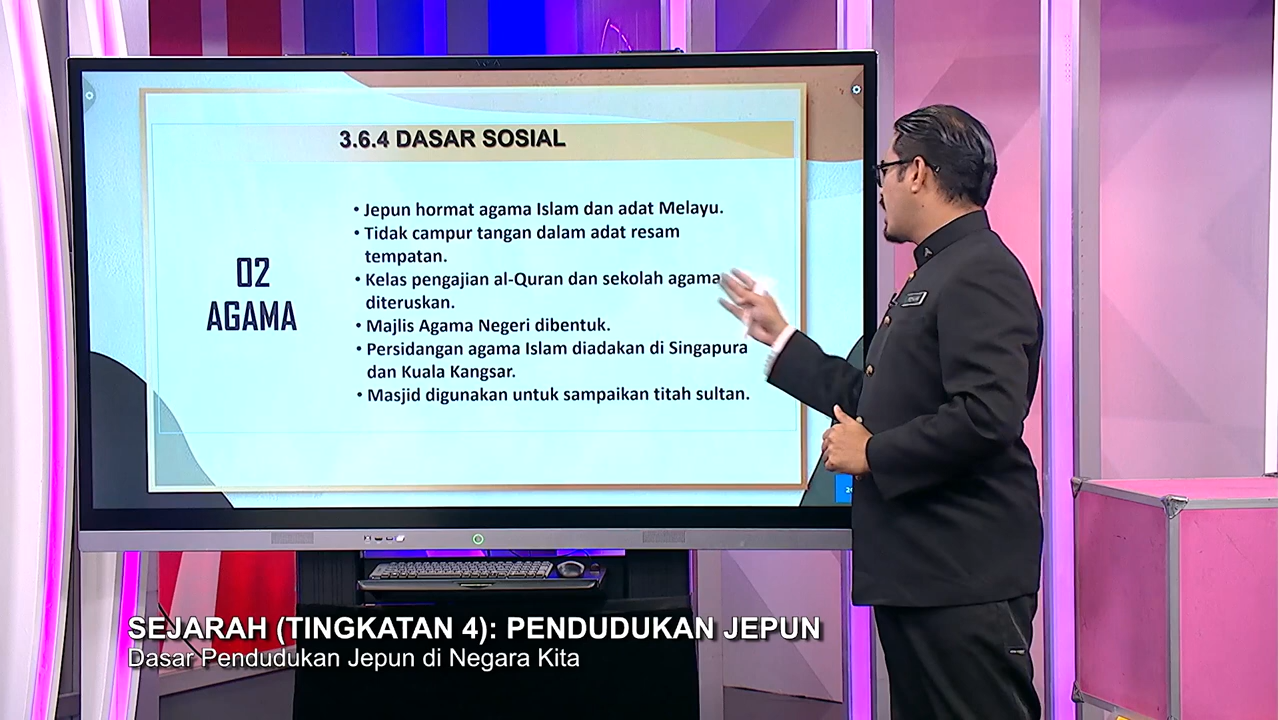 3.6.4 DASAR SOSIAL
02
AGAMA
• Jepun hormat agama Islam dan adat Melayu.
• Tidak campur tangan dalam adat resam
tempatan.
• Kelas pengajian al-Quran dan sekolah agama
diteruskan.
• Majlis Agama Negeri dibentuk.
• Persidangan agama Islam diadakan di Singapura
dan Kuala Kangsar.
• Masjid digunakan untuk sampaikan titah sultan.
SEJARAH (TINGKATAN 4): PENDUDUKAN JEPUN
Dasar Pendudukan Jepun di Negara Kita